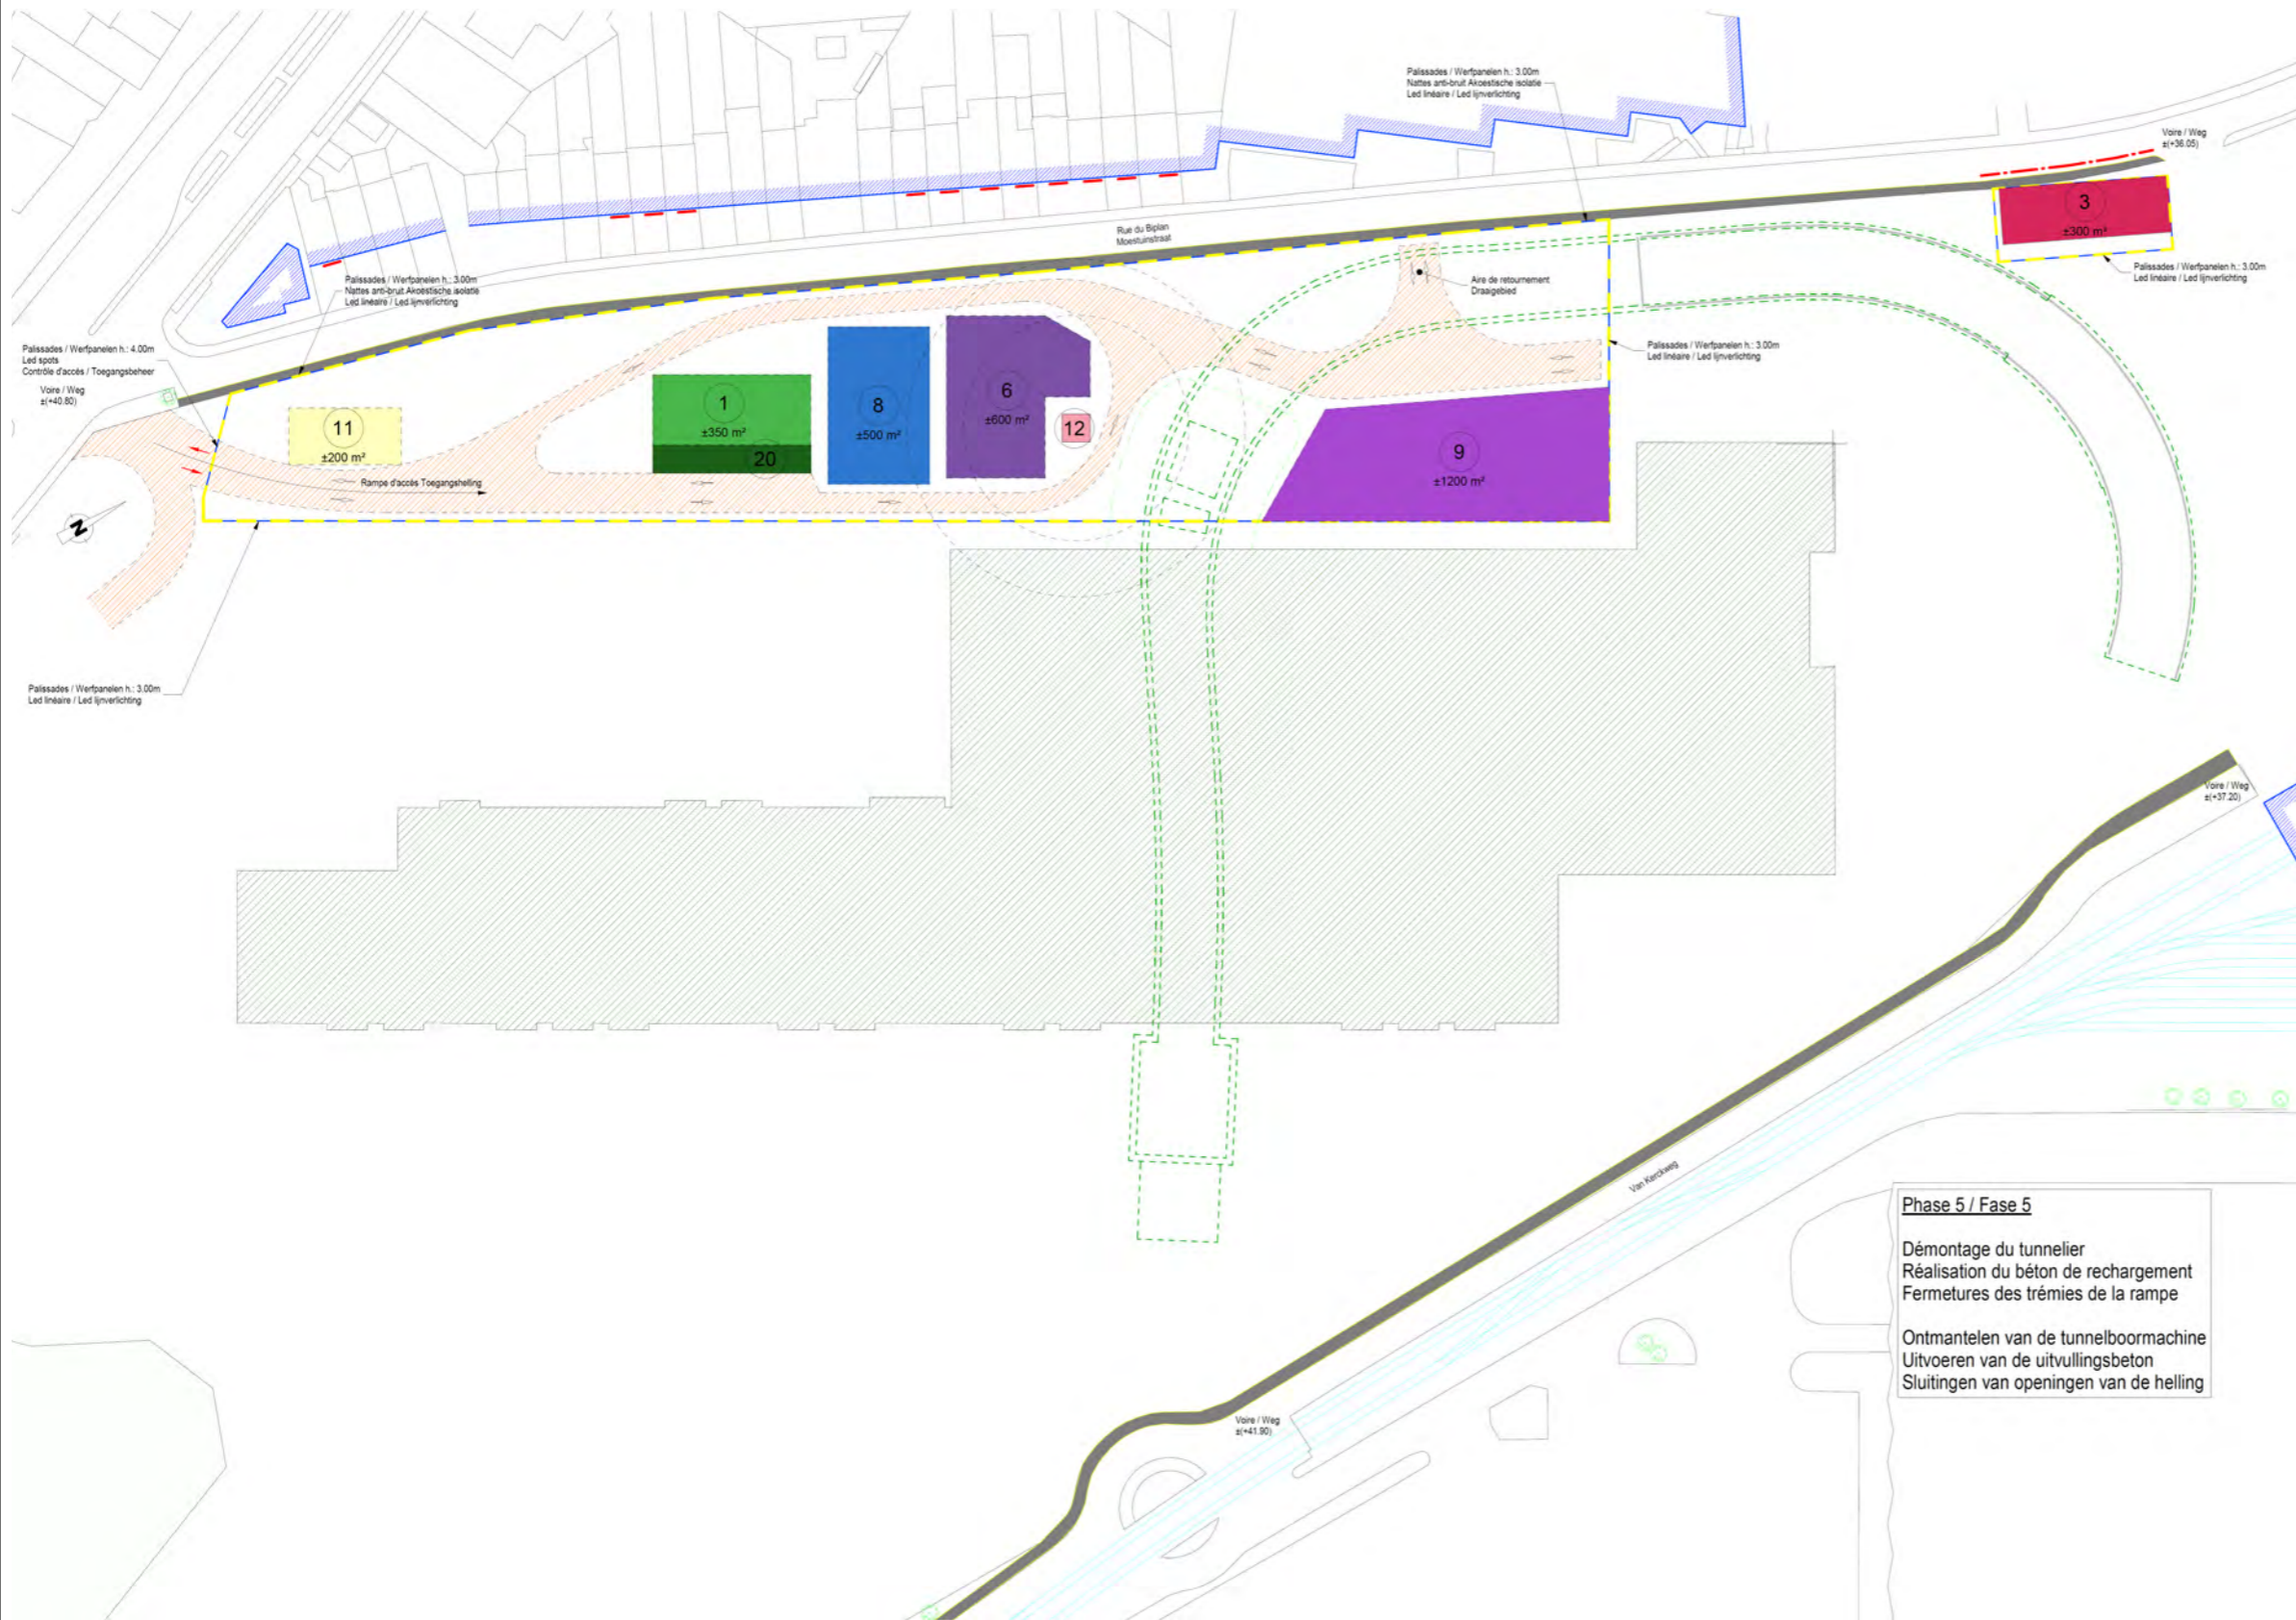 Palissades / Werfpanelen h.: 3.00m
Nattes anti-bruit Akoestische isolatie
Led linéaire / Led lijnverlichting
Voire / Weg
±(+36.05)
3
±300 m²
Rue du Biplan
Moestuinstraat
Palissades / Werfpanelen h.: 3.00m
Led linéaire / Led lijnverlichting
Palissades / Werfpanelen h.: 3.00m
Nattes anti-bruit Akoestische isolatie
Led linéaire / Led lijnverlichting
Aire de retournement
Draaigebied
Palissades / Werfpanelen h.: 4.00m
Led spots
Contrôle d'accès / Toegangsbeheer
Palissades / Werfpanelen h.: 3.00m
Led linéaire / Led lijnverlichting
Voire / Weg
±(+40.80)
11
±200 m²
1
±350 m²
20
8
±500 m²
6
±600 m²
12
9
±1200 m²
Rampe d'accès Toegangshelling
N
Palissades / Werfpanelen h.: 3.00m
Led linéaire / Led lijnverlichting
Voire / Weg
±(+37.20)
Van Kerckweg
Voire / Weg
±(+41.90)
Phase 5 / Fase 5
Démontage du tunnelier
Réalisation du béton de rechargement
Fermetures des trémies de la rampe
Ontmantelen van de tunnelboormachine
Uitvoeren van de uitvullingsbeton
Sluitingen van openingen van de helling